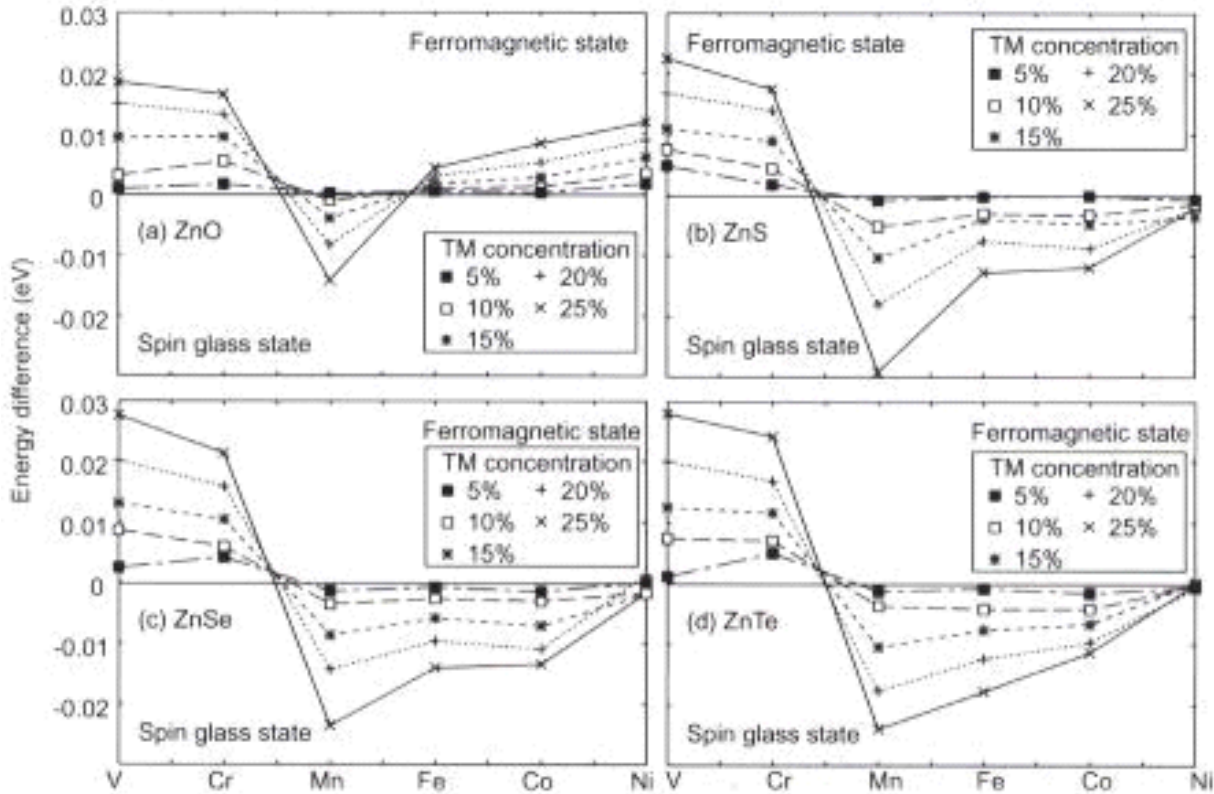 Energy difference (eV)
0.03
0.02
0.01
0
-0.01
-0.02
Ferromagnetic state
(a) ZnO
Spin glass state
TM concentration
■ 5% + 20%
□ 10% × 25%
✱ 15%
Ferromagnetic state
TM concentration
■ 5% + 20%
□ 10% × 25%
✱ 15%
(b) ZnS
Spin glass state
0.03
0.02
0.01
0
-0.01
-0.02
Ferromagnetic state
TM concentration
■ 5% + 20%
□ 10% × 25%
✱ 15%
(c) ZnSe
Spin glass state
V Cr Mn Fe Co Ni
Ferromagnetic state
TM concentration
■ 5% + 20%
□ 10% × 25%
✱ 15%
(d) ZnTe
Spin glass state
V Cr Mn Fe Co Ni